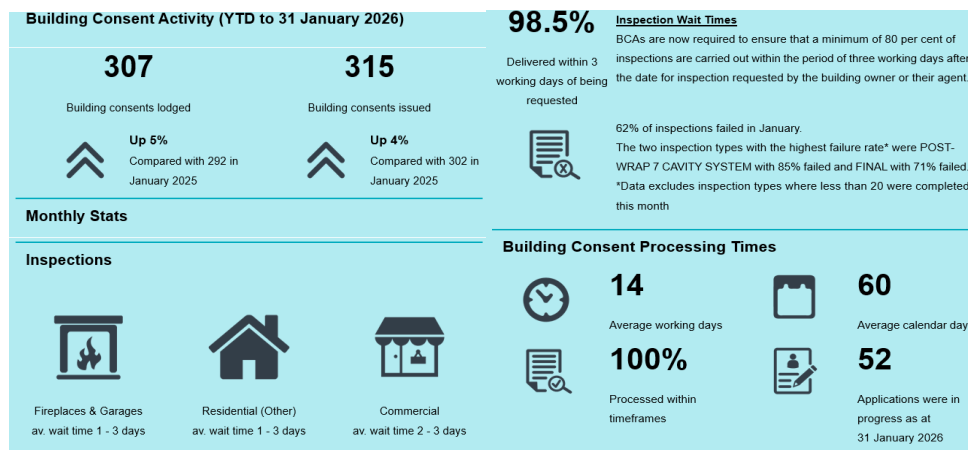 Building Consent Activity (YTD to 31 January 2026)
307
Building consents lodged
Up 5%
Compared with 292 in
January 2025
315
Building consents issued
Up 4%
Compared with 302 in
January 2025
Monthly Stats
Inspections
Fireplaces & Garages
av. wait time 1 - 3 days
Residential (Other)
av. wait time 1 - 3 days
Commercial
av. wait time 2 - 3 days
98.5%
Delivered within 3
working days of being
requested
Inspection Wait Times
BCAs are now required to ensure that a minimum of 80 per cent of
inspections are carried out within the period of three working days after
the date for inspection requested by the building owner or their agent.
62% of inspections failed in January.
The two inspection types with the highest failure rate* were POST-
WRAP 7 CAVITY SYSTEM with 85% failed and FINAL with 71% failed.
*Data excludes inspection types where less than 20 were completed
this month
Building Consent Processing Times
14
Average working days
60
Average calendar day
100%
Processed within
timeframes
52
Applications were in
progress as at
31 January 2026